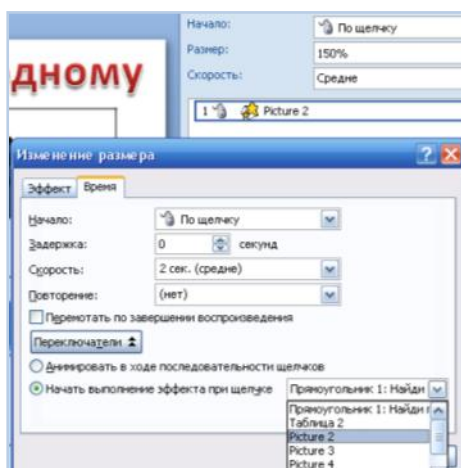 Начало: По щелчку
Размер: 150%
Скорость: Средне
дному
1 Picture 2
Изменение размера
Эффект Время
Начало: По щелчку
Задержка: 0 секунд
Скорость: 2 сек. (средне)
Повторение: (нет)
Перемотать по завершении воспроизведения
Переключатели
Анимировать в ходе последовательности щелчков
Начать выполнение эффекта при щелчке Прямоугольник 1: Найди
Прямоугольник 1: Найди
Таблица 2
Picture 2
Picture 3
Picture 4